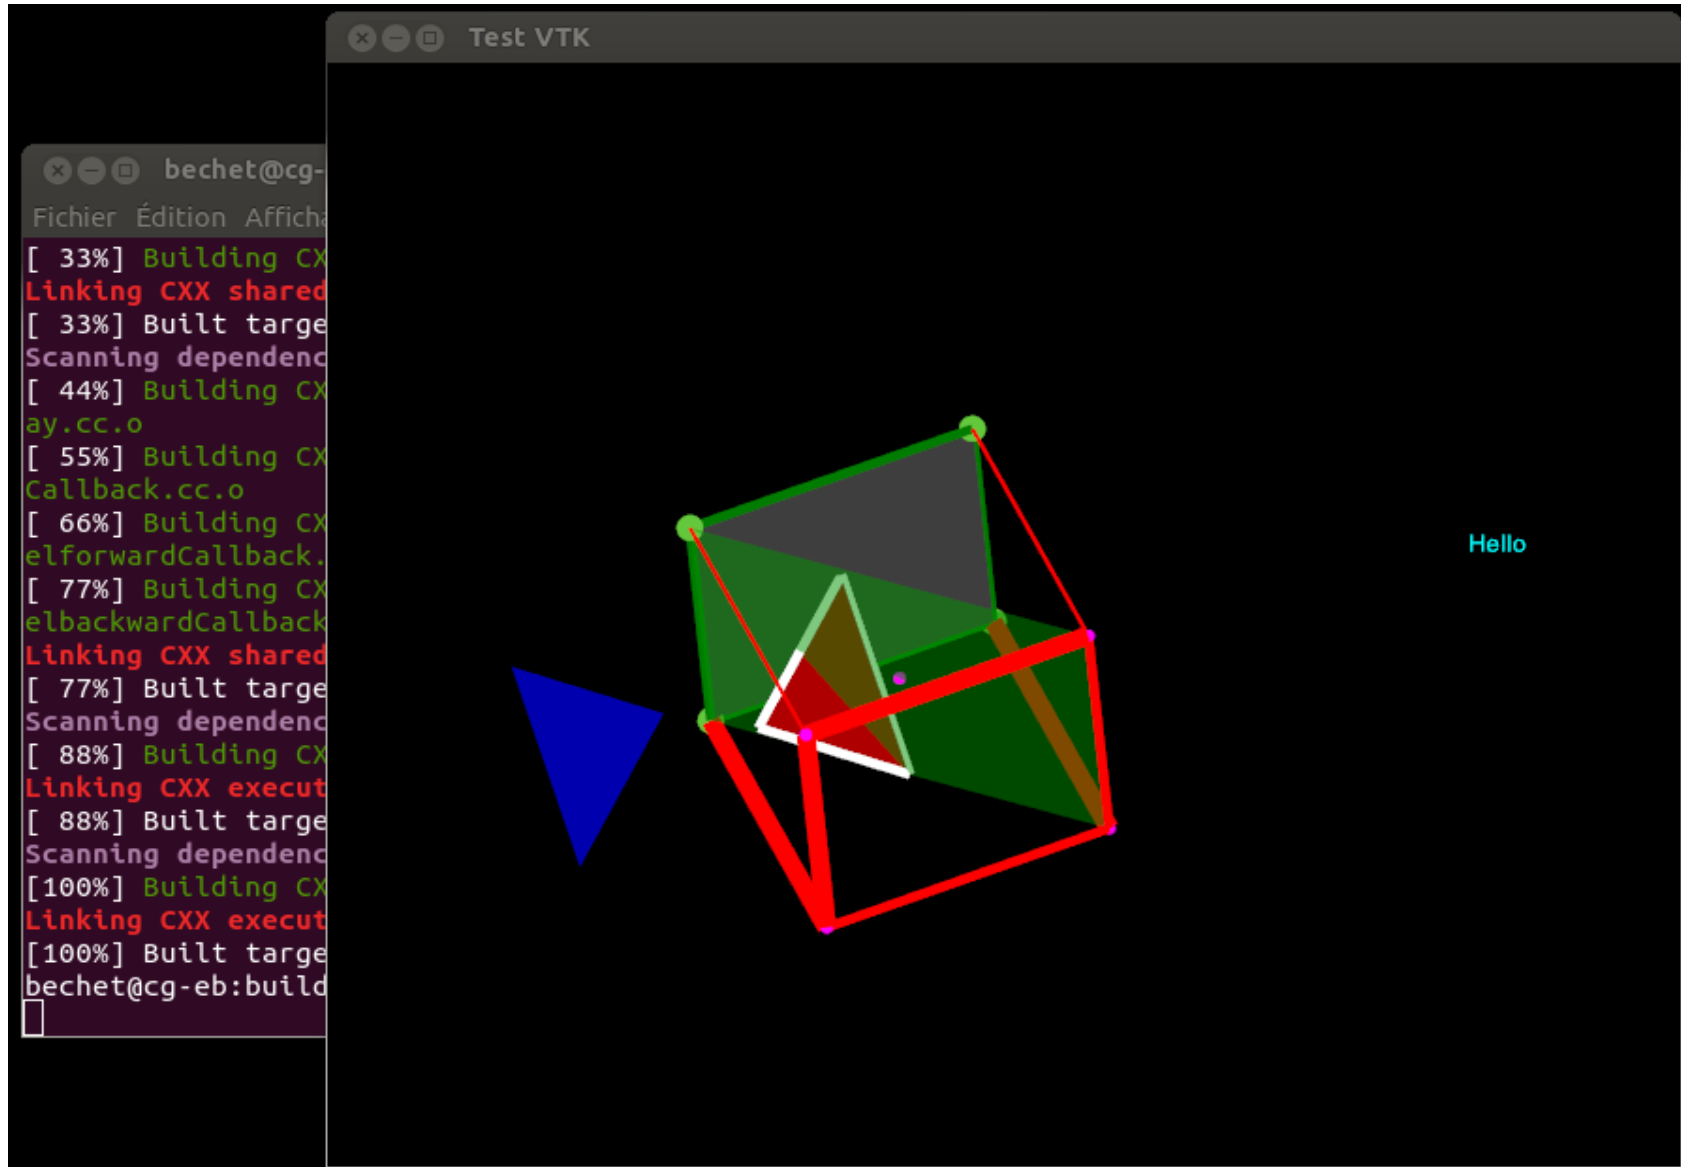 Test VTK
bechet@cg-
Fichier Édition Afficha
[ 33%] Building CX
Linking CXX shared
[ 33%] Built targe
Scanning dependenc
[ 44%] Building CX
ay.cc.o
[ 55%] Building CX
Callback.cc.o
[ 66%] Building CX
elforwardCallback.
[ 77%] Building CX
elbackwardCallback
Linking CXX shared
[ 77%] Built targe
Scanning dependenc
[ 88%] Building CX
Linking CXX execut
[ 88%] Built targe
Scanning dependenc
[100%] Building CX
Linking CXX execut
[100%] Built targe
bechet@cg-eb:build
Hello